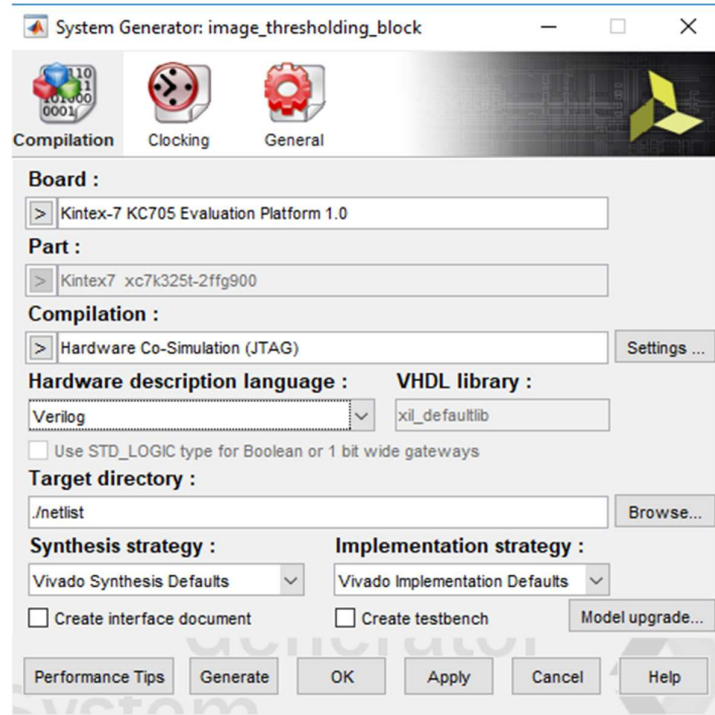 System Generator: image_thresholding_block
Compilation Clocking General
Board :
> Kintex-7 KC705 Evaluation Platform 1.0
Part :
> Kintex7 xc7k325t-2ffg900
Compilation :
> Hardware Co-Simulation (JTAG) Settings ...
Hardware description language : VHDL library :
Verilog xil_defaultlib
Use STD_LOGIC type for Boolean or 1 bit wide gateways
Target directory :
./netlist Browse...
Synthesis strategy : Implementation strategy :
Vivado Synthesis Defaults Vivado Implementation Defaults
Create interface document Create testbench Model upgrade...
Performance Tips Generate OK Apply Cancel Help
System Generator